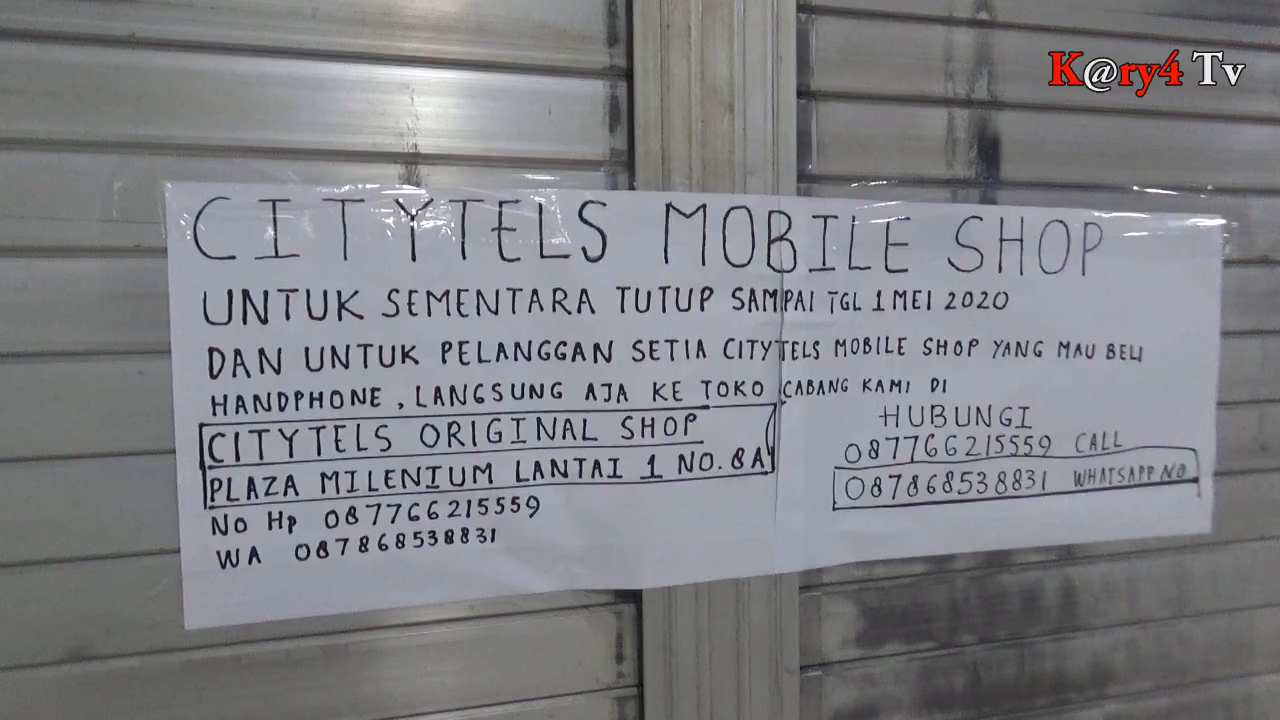 K@ry4 Tv
CITYTELS MOBILE SHOP
UNTUK SEMENTARA TUTUP SAMPAI TGL 1 MEI 2020
DAN UNTUK PELANGGAN SETIA CITYTELS MOBILE SHOP YANG MAU BELI
HANDPHONE, LANGSUNG AJA KE TOKO CABANG KAMI DI
CITYTELS ORIGINAL SHOP
PLAZA MILENIUM LANTAI 1 NO. 8A
NO HP 087766215559
WA 087868538831
HUBUNGI
087766215559 CALL
087868538831 WHATSAPP NO